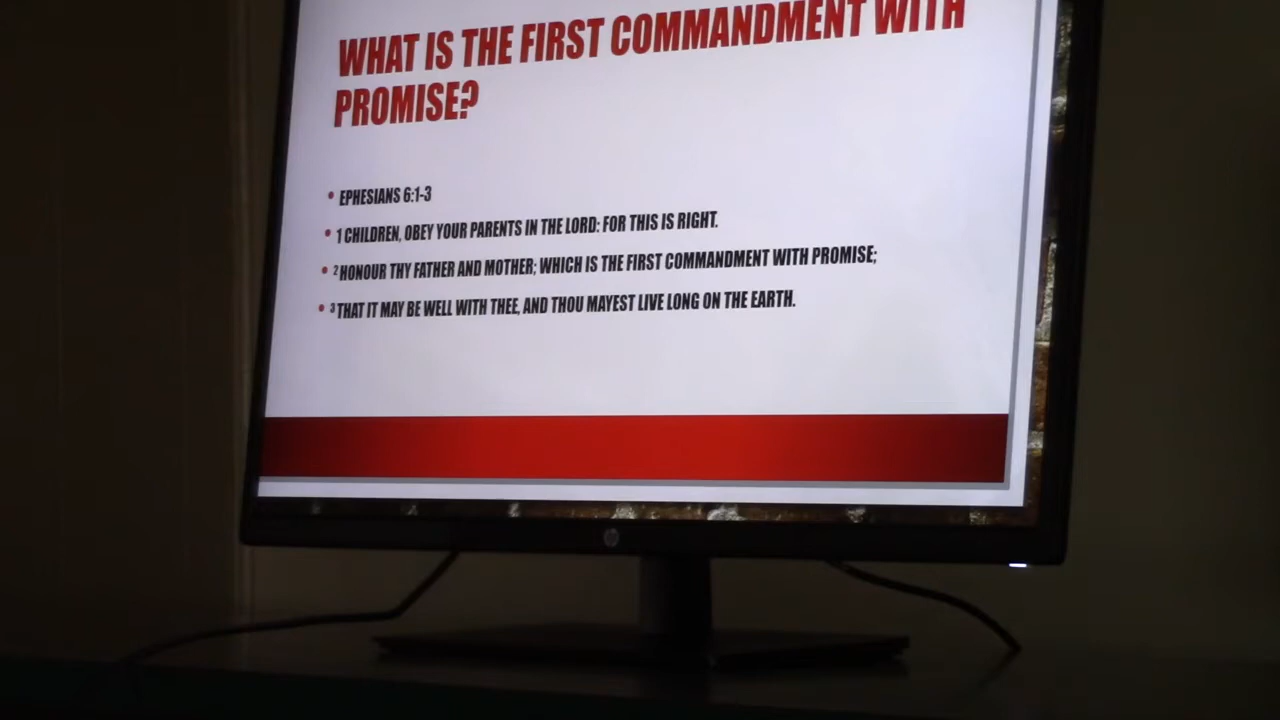 WHAT IS THE FIRST COMMANDMENT WITH
PROMISE?
• EPHESIANS 6:1-3
• 1 CHILDREN, OBEY YOUR PARENTS IN THE LORD: FOR THIS IS RIGHT.
• 2 HONOUR THY FATHER AND MOTHER; WHICH IS THE FIRST COMMANDMENT WITH PROMISE;
• 3 THAT IT MAY BE WELL WITH THEE, AND THOU MAYEST LIVE LONG ON THE EARTH.
hp